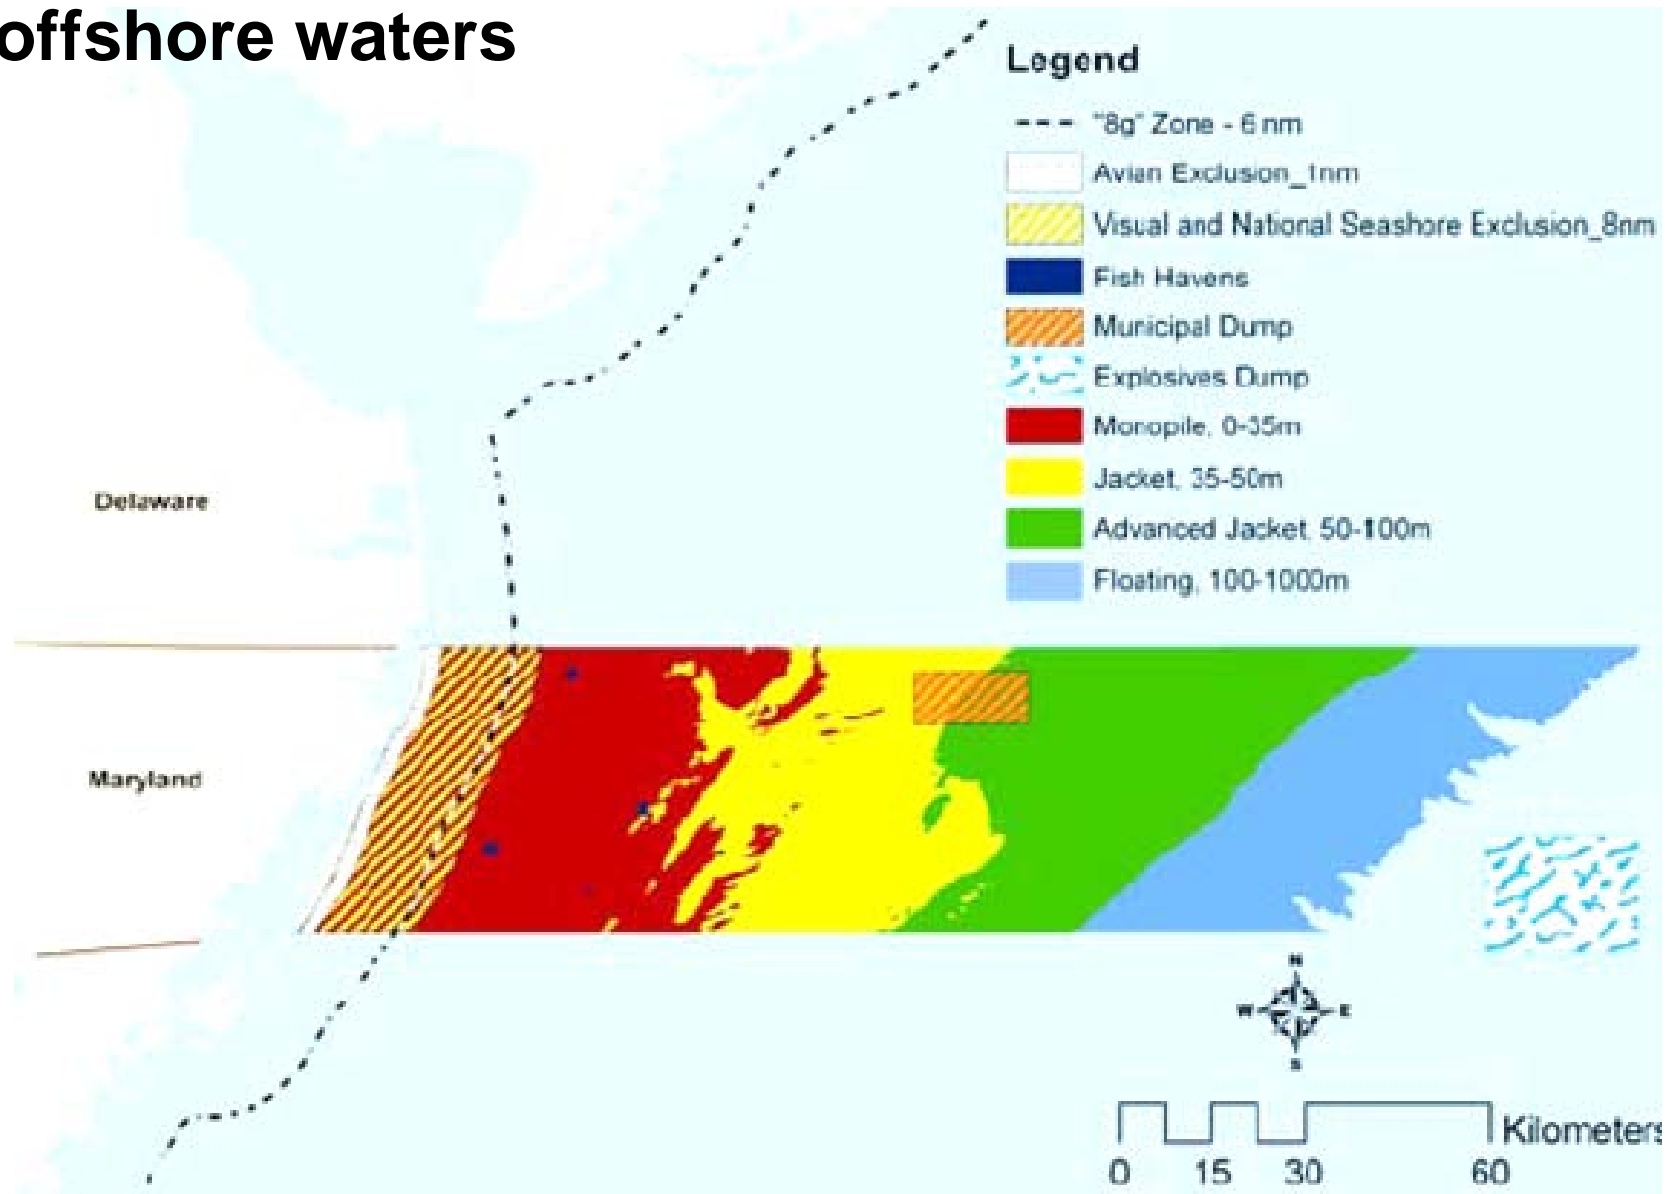 offshore waters
Legend
"8g" Zone - 6 nm
Avian Exclusion_1nm
Visual and National Seashore Exclusion_8nm
Fish Havens
Municipal Dump
Explosives Dump
Monopile, 0-35m
Jacket, 35-50m
Advanced Jacket, 50-100m
Floating, 100-1000m
Delaware
Maryland
N
W E
S
Kilometers
0 15 30 60